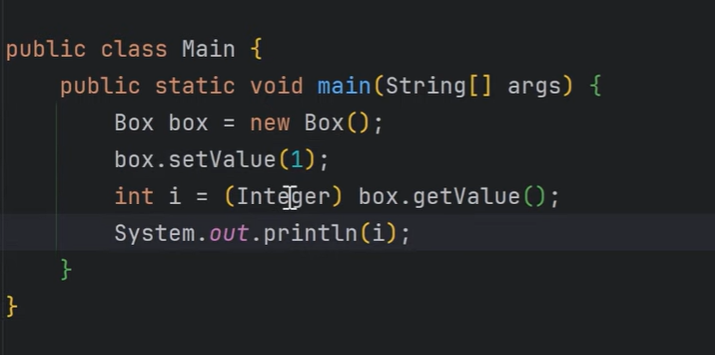 public class Main {
    public static void main(String[] args) {
        Box box = new Box();
        box.setValue(1);
        int i = (Integer) box.getValue();
        System.out.println(i);
    }
}